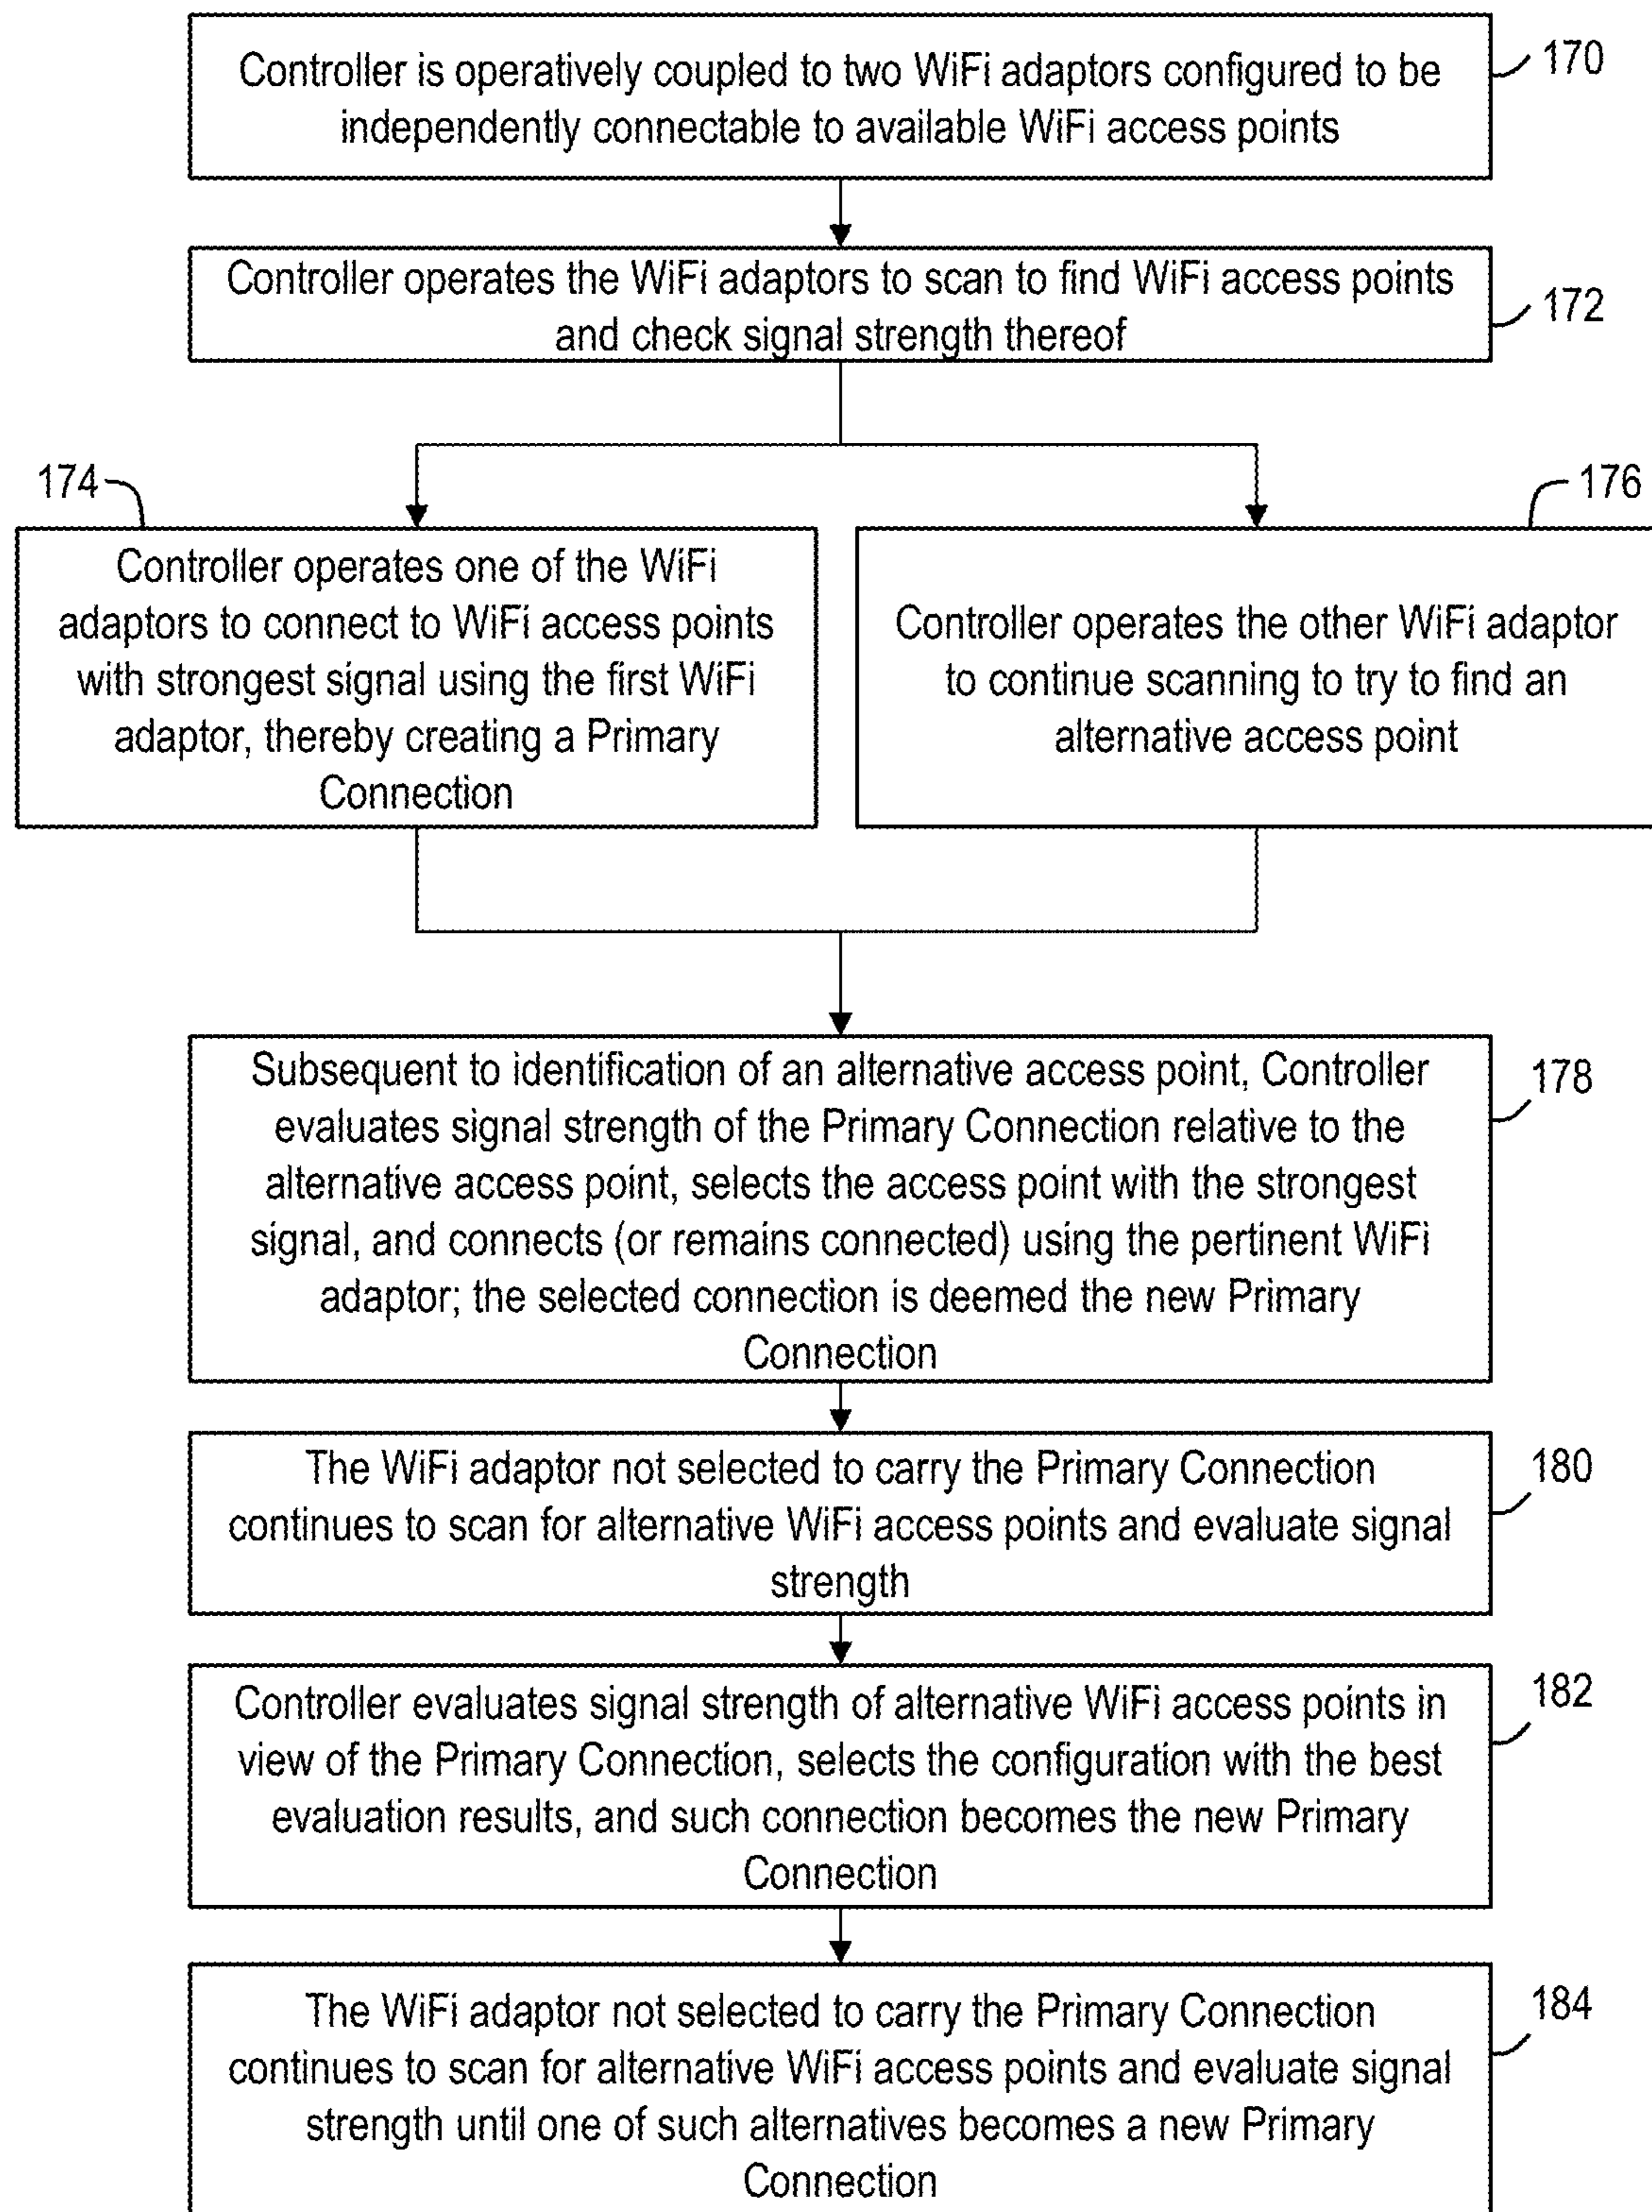 Controller is operatively coupled to two WiFi adaptors configured to be
independently connectable to available WiFi access points
170
Controller operates the WiFi adaptors to scan to find WiFi access points
and check signal strength thereof
172
174
Controller operates one of the WiFi
adaptors to connect to WiFi access points
with strongest signal using the first WiFi
adaptor, thereby creating a Primary
Connection
176
Controller operates the other WiFi adaptor
to continue scanning to try to find an
alternative access point
Subsequent to identification of an alternative access point, Controller
evaluates signal strength of the Primary Connection relative to the
alternative access point, selects the access point with the strongest
signal, and connects (or remains connected) using the pertinent WiFi
adaptor; the selected connection is deemed the new Primary
Connection
178
The WiFi adaptor not selected to carry the Primary Connection
continues to scan for alternative WiFi access points and evaluate signal
strength
180
Controller evaluates signal strength of alternative WiFi access points in
view of the Primary Connection, selects the configuration with the best
evaluation results, and such connection becomes the new Primary
Connection
182
The WiFi adaptor not selected to carry the Primary Connection
continues to scan for alternative WiFi access points and evaluate signal
strength until one of such alternatives becomes a new Primary
Connection
184